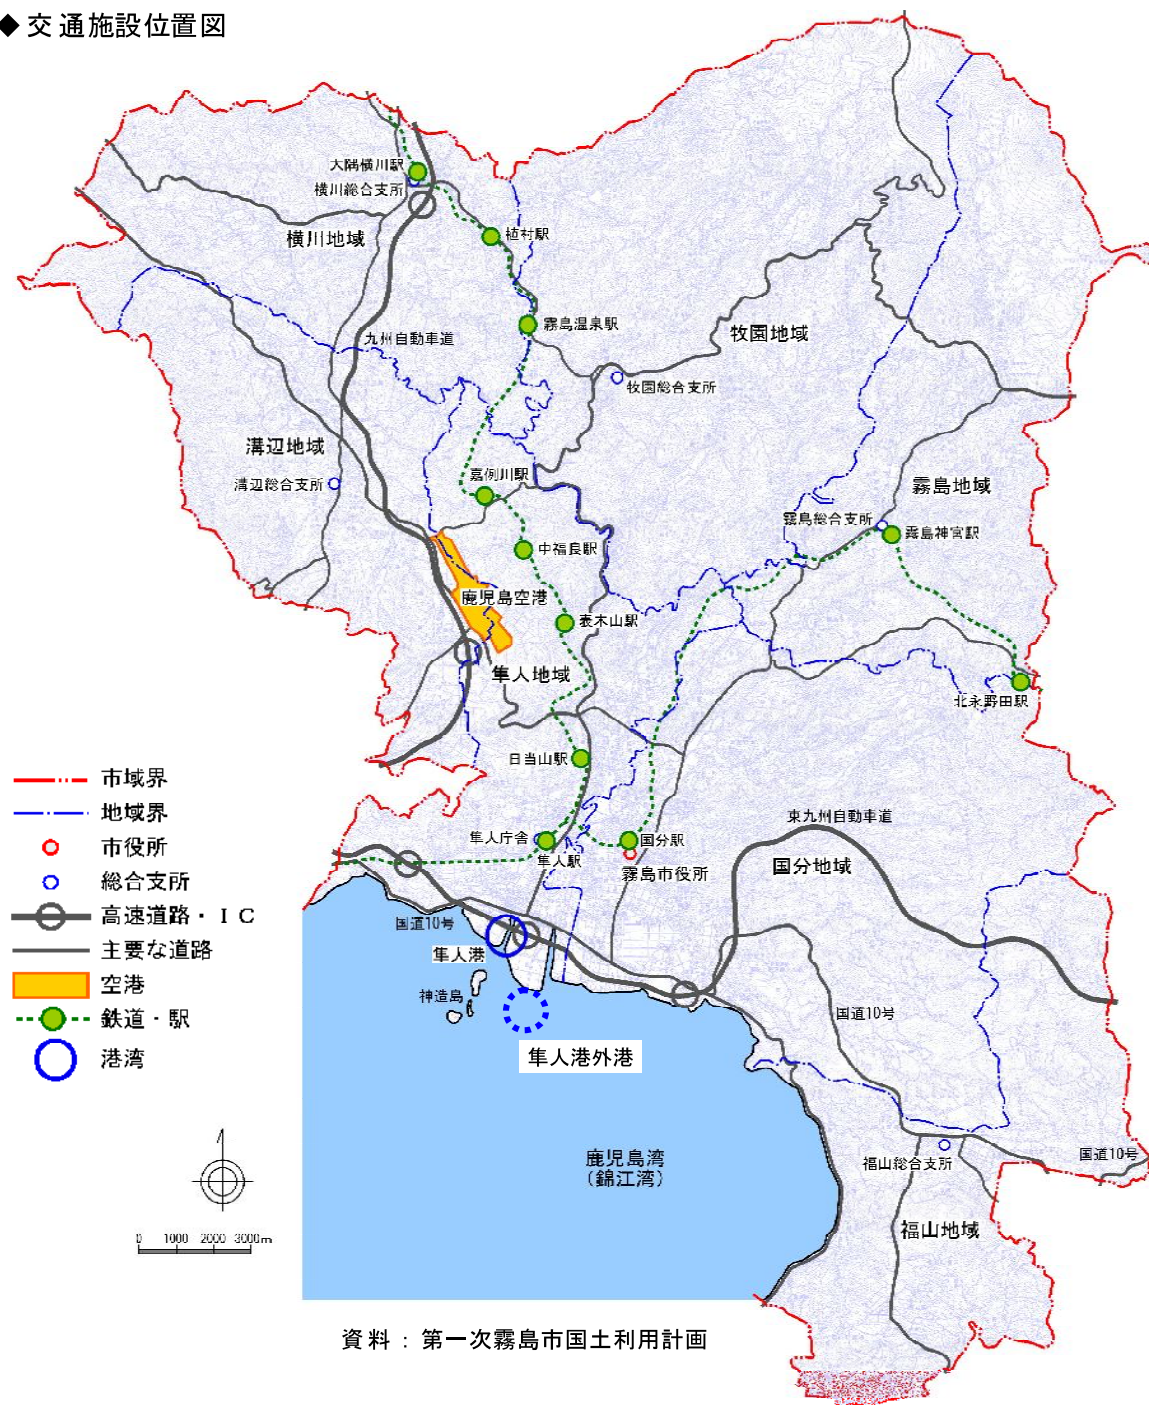 ◆ 交通施設位置図
大隅横川駅
横川総合支所
横川地域
植村駅
霧島温泉駅
九州自動車道
牧園地域
牧園総合支所
溝辺地域
溝辺総合支所
嘉例川駅
霧島地域
霧島総合支所
霧島神宮駅
中福良駅
鹿児島空港
表木山駅
隼人地域
北永野田駅
日当山駅
市域界
地域界
市役所
総合支所
高速道路・ＩＣ
主要な道路
空港
鉄道・駅
港湾
東九州自動車道
隼人庁舎
隼人駅
国分駅
霧島市役所
国分地域
国道10号
隼人港
神造島
国道10号
隼人港外港
鹿児島湾
（錦江湾）
福山総合支所
国道10号
福山地域
0 1000 2000 3000m
資料：第一次霧島市国土利用計画